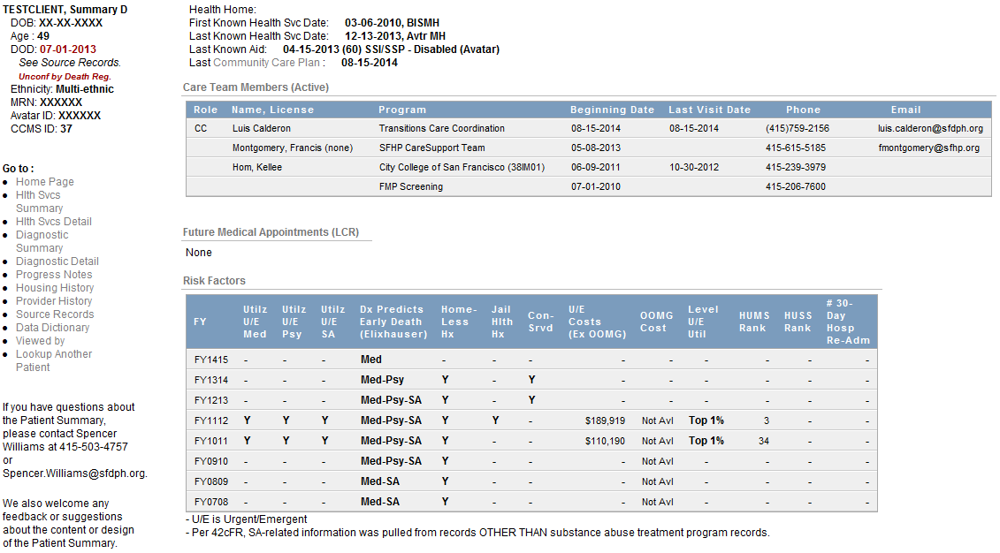 TESTCLIENT, Summary D
DOB: XX-XX-XXXX
Age : 49
DOD: 07-01-2013
See Source Records.
Unconf by Death Reg.
Ethnicity: Multi-ethnic
MRN: XXXXXX
Avatar ID: XXXXXX
CCMS ID: 37
Go to :
Home Page
Hlth Svcs
Summary
Hlth Svcs Detail
Diagnostic
Summary
Diagnostic Detail
Progress Notes
Housing History
Provider History
Source Records
Data Dictionary
Viewed by
Lookup Another
Patient
If you have questions about
the Patient Summary,
please contact Spencer
Williams at 415-503-4757
or
Spencer.Williams@sfdph.org.
We also welcome any
feedback or suggestions
about the content or design
of the Patient Summary.
Health Home:
First Known Health Svc Date: 03-06-2010, BISMH
Last Known Health Svc Date: 12-13-2013, Avtr MH
Last Known Aid: 04-15-2013 (60) SSI/SSP - Disabled (Avatar)
Last Community Care Plan : 08-15-2014
Care Team Members (Active)
Role Name, License Program Beginning Date Last Visit Date Phone Email
CC Luis Calderon Transitions Care Coordination 08-15-2014 08-15-2014 (415)759-2156 luis.calderon@sfdph.org
Montgomery, Francis (none) SFHP CareSupport Team 05-08-2013 415-615-5185 fmontgomery@sfhp.org
Hom, Kellee City College of San Francisco (38IM01) 06-09-2011 10-30-2012 415-239-3979
FMP Screening 07-01-2010 415-206-7600
Future Medical Appointments (LCR)
None
Risk Factors
FY Utilz U/E Med Utilz U/E Psy Utilz U/E SA Dx Predicts Early Death (Elixhauser) Home-Less Hx Jail Hlth Hx Con-Srvd U/E Costs (Ex OOMG) OOMG Cost Level U/E Util HUMS Rank HUSS Rank # 30-Day Hosp Re-Adm
FY1415 - - - Med - - - - - - - - -
FY1314 - - - Med-Psy Y - Y - - - - - -
FY1213 - - - Med-Psy-SA Y - Y - - - - - -
FY1112 Y Y Y Med-Psy-SA Y Y - $189,919 Not Avl Top 1% 3 - -
FY1011 Y Y Y Med-Psy-SA Y - - $110,190 Not Avl Top 1% 34 - -
FY0910 - - - Med-Psy-SA Y - - - Not Avl - - - -
FY0809 - - - Med-SA Y - - - Not Avl - - - -
FY0708 - - - Med-SA Y - - - Not Avl - - - -
- U/E is Urgent/Emergent
- Per 42cFR, SA-related information was pulled from records OTHER THAN substance abuse treatment program records.